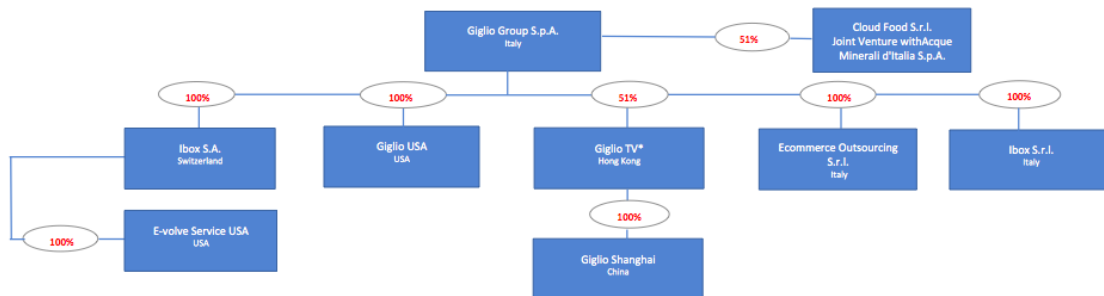 Giglio Group S.p.A.
Italy
51%
Cloud Food S.r.l.
Joint Venture withAcque
Minerali d'Italia S.p.A.
100%
100%
51%
100%
100%
Ibox S.A.
Switzerland
Giglio USA
USA
Giglio TV*
Hong Kong
Ecommerce Outsourcing
S.r.l.
Italy
Ibox S.r.l.
Italy
100%
E-volve Service USA
USA
100%
Giglio Shanghai
China